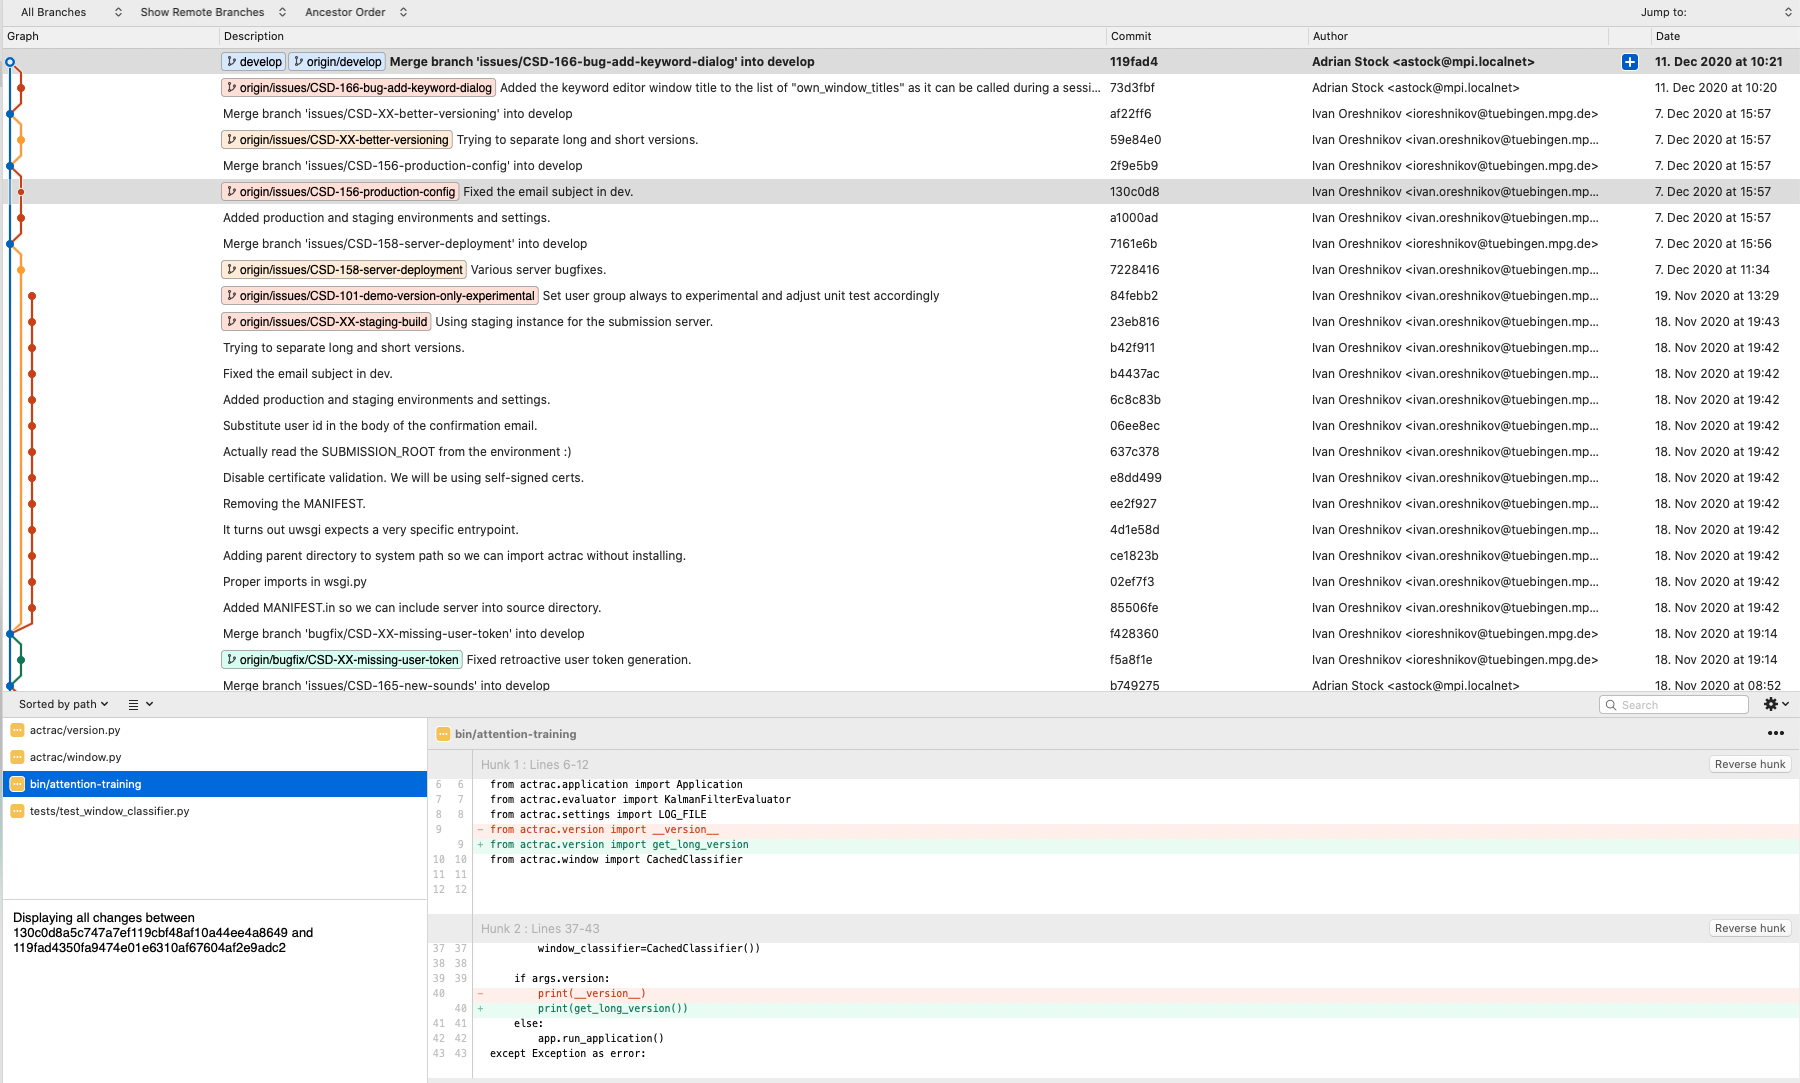 All Branches Show Remote Branches Ancestor Order Jump to:
Graph Description Commit Author Date
develop origin/develop Merge branch 'issues/CSD-166-bug-add-keyword-dialog' into develop 119fad4 Adrian Stock <astock@mpi.localnet> 11. Dec 2020 at 10:21
origin/issues/CSD-166-bug-add-keyword-dialog Added the keyword editor window title to the list of "own_window_titles" as it can be called during a sessi... 73d3fbf Adrian Stock <astock@mpi.localnet> 11. Dec 2020 at 10:20
Merge branch 'issues/CSD-XX-better-versioning' into develop af22ff6 Ivan Oreshnikov <ioreshnikov@tuebingen.mpg.de> 7. Dec 2020 at 15:57
origin/issues/CSD-XX-better-versioning Trying to separate long and short versions. 59e84e0 Ivan Oreshnikov <ioreshnikov@tuebingen.mpg.de> 7. Dec 2020 at 15:57
Merge branch 'issues/CSD-156-production-config' into develop 2f9e5b9 Ivan Oreshnikov <ioreshnikov@tuebingen.mpg.de> 7. Dec 2020 at 15:57
origin/issues/CSD-156-production-config Fixed the email subject in dev. 130c0d8 Ivan Oreshnikov <ivan.oreshnikov@tuebingen.mp... 7. Dec 2020 at 15:57
Added production and staging environments and settings. a1000ad Ivan Oreshnikov <ivan.oreshnikov@tuebingen.mp... 7. Dec 2020 at 15:57
Merge branch 'issues/CSD-158-server-deployment' into develop 7161e6b Ivan Oreshnikov <ioreshnikov@tuebingen.mpg.de> 7. Dec 2020 at 15:56
origin/issues/CSD-158-server-deployment Various server bugfixes. 7228416 Ivan Oreshnikov <ivan.oreshnikov@tuebingen.mp... 7. Dec 2020 at 11:34
origin/issues/CSD-101-demo-version-only-experimental Set user group always to experimental and adjust unit test accordingly 84febb2 Ivan Oreshnikov <ivan.oreshnikov@tuebingen.mp... 19. Nov 2020 at 13:29
origin/issues/CSD-XX-staging-build Using staging instance for the submission server. 23eb816 Ivan Oreshnikov <ivan.oreshnikov@tuebingen.mp... 18. Nov 2020 at 19:43
Trying to separate long and short versions. b42f911 Ivan Oreshnikov <ivan.oreshnikov@tuebingen.mp... 18. Nov 2020 at 19:42
Fixed the email subject in dev. b4437ac Ivan Oreshnikov <ivan.oreshnikov@tuebingen.mp... 18. Nov 2020 at 19:42
Added production and staging environments and settings. 6c8c83b Ivan Oreshnikov <ivan.oreshnikov@tuebingen.mp... 18. Nov 2020 at 19:42
Substitute user id in the body of the confirmation email. 06ee8ec Ivan Oreshnikov <ivan.oreshnikov@tuebingen.mp... 18. Nov 2020 at 19:42
Actually read the SUBMISSION_ROOT from the environment :) 637c378 Ivan Oreshnikov <ivan.oreshnikov@tuebingen.mp... 18. Nov 2020 at 19:42
Disable certificate validation. We will be using self-signed certs. e8dd499 Ivan Oreshnikov <ivan.oreshnikov@tuebingen.mp... 18. Nov 2020 at 19:42
Removing the MANIFEST. ee2f927 Ivan Oreshnikov <ivan.oreshnikov@tuebingen.mp... 18. Nov 2020 at 19:42
It turns out uwsgi expects a very specific entrypoint. 4d1e58d Ivan Oreshnikov <ivan.oreshnikov@tuebingen.mp... 18. Nov 2020 at 19:42
Adding parent directory to system path so we can import actrac without installing. ce1823b Ivan Oreshnikov <ivan.oreshnikov@tuebingen.mp... 18. Nov 2020 at 19:42
Proper imports in wsgi.py 02ef7f3 Ivan Oreshnikov <ivan.oreshnikov@tuebingen.mp... 18. Nov 2020 at 19:42
Added MANIFEST.in so we can include server into source directory. 85506fe Ivan Oreshnikov <ivan.oreshnikov@tuebingen.mp... 18. Nov 2020 at 19:42
Merge branch 'bugfix/CSD-XX-missing-user-token' into develop f428360 Ivan Oreshnikov <ioreshnikov@tuebingen.mpg.de> 18. Nov 2020 at 19:14
origin/bugfix/CSD-XX-missing-user-token Fixed retroactive user token generation. f5a8f1e Ivan Oreshnikov <ioreshnikov@tuebingen.mpg.de> 18. Nov 2020 at 19:14
Merge branch 'issues/CSD-165-new-sounds' into develop b749275 Adrian Stock <astock@mpi.localnet> 18. Nov 2020 at 08:52
Sorted by path Search
actrac/version.py
actrac/window.py
bin/attention-training
tests/test_window_classifier.py
Displaying all changes between
130c0d8a5c747a7ef119cbf48af10a44ee4a8649 and
119fad4350fa9474e01e6310af67604af2e9adc2
bin/attention-training
Hunk 1 : Lines 6-12 Reverse hunk
6 6 from actrac.application import Application
7 7 from actrac.evaluator import KalmanFilterEvaluator
8 8 from actrac.settings import LOG_FILE
9 - from actrac.version import __version__
9 + from actrac.version import get_long_version
10 10 from actrac.window import CachedClassifier
11 11
12 12
Hunk 2 : Lines 37-43 Reverse hunk
37 37 window_classifier=CachedClassifier())
38 38
39 39 if args.version:
40 - print(__version__)
40 + print(get_long_version())
41 41 else:
42 42 app.run_application()
43 43 except Exception as error: